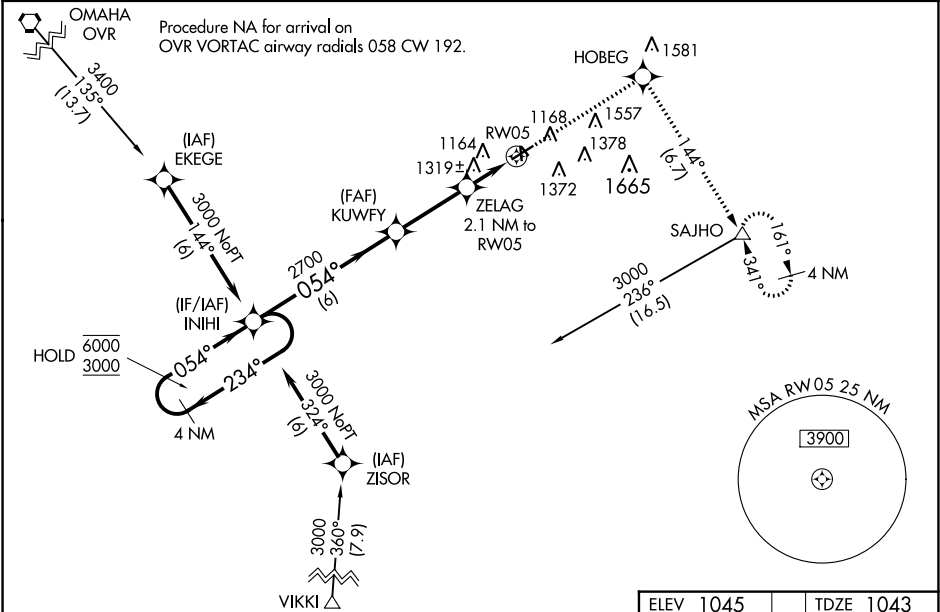 OMAHA
OVR
Procedure NA for arrival on
OVR VORTAC airway radials 058 CW 192.
3400
135°
(13.7)
HOBEG
1581
(IAF)
EKEGE
1164
RW05
1168
1557
1319±
1378
1372
1665
3000 NoPT
144°
(6)
(FAF)
KUWFY
ZELAG
2.1 NM to
RW05
144°
(6.7)
SAJHO
161°
341°
4 NM
2700
054°
(6)
(IF/IAF)
INIHI
3000
236°
(16.5)
HOLD
6000
3000
054°
234°
4 NM
3000 NoPT
324°
(6)
(IAF)
ZISOR
MSA RW05 25 NM
3900
3000
360°
(7.9)
VIKKI
ELEV 1045
TDZE 1043